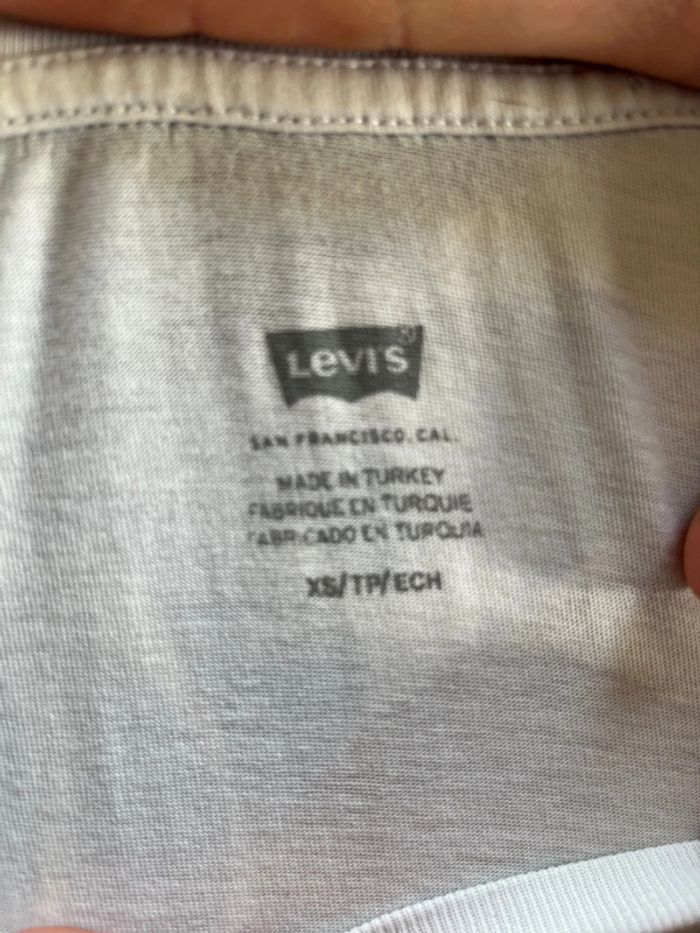 Levi's
SAN FRANCISCO, CAL.
MADE IN TURKEY
FABRIQUE EN TURQUIE
FABRICADO EN TURQUIA
XS/TP/ECH